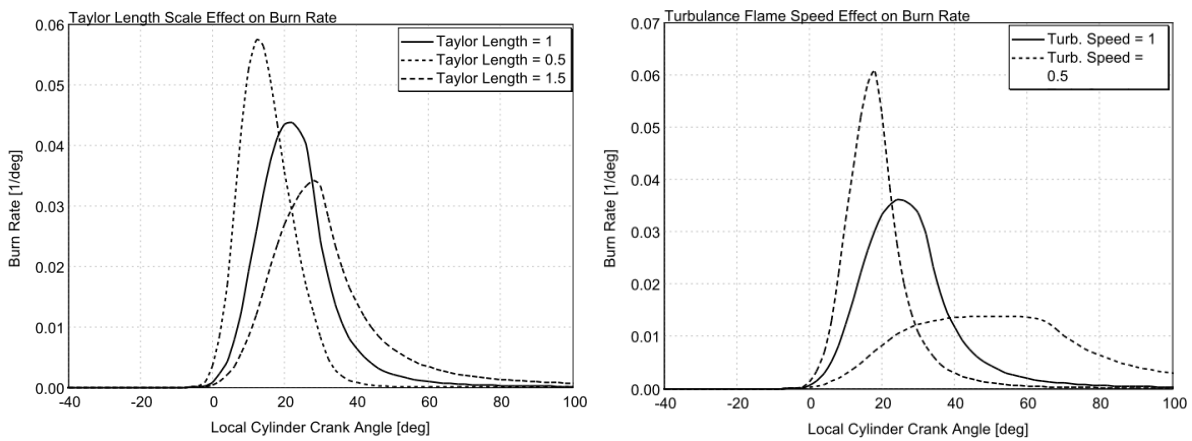 Taylor Length Scale Effect on Burn Rate
0.06
0.05
0.04
0.03
0.02
0.01
0.00
Burn Rate [1/deg]
Taylor Length = 1
Taylor Length = 0.5
Taylor Length = 1.5
-40
-20
0
20
40
60
80
100
Local Cylinder Crank Angle [deg]
Turbulance Flame Speed Effect on Burn Rate
0.07
0.06
0.05
0.04
0.03
0.02
0.01
0.00
Burn Rate [1/deg]
Turb. Speed = 1
Turb. Speed =
0.5
-40
-20
0
20
40
60
80
100
Local Cylinder Crank Angle [deg]